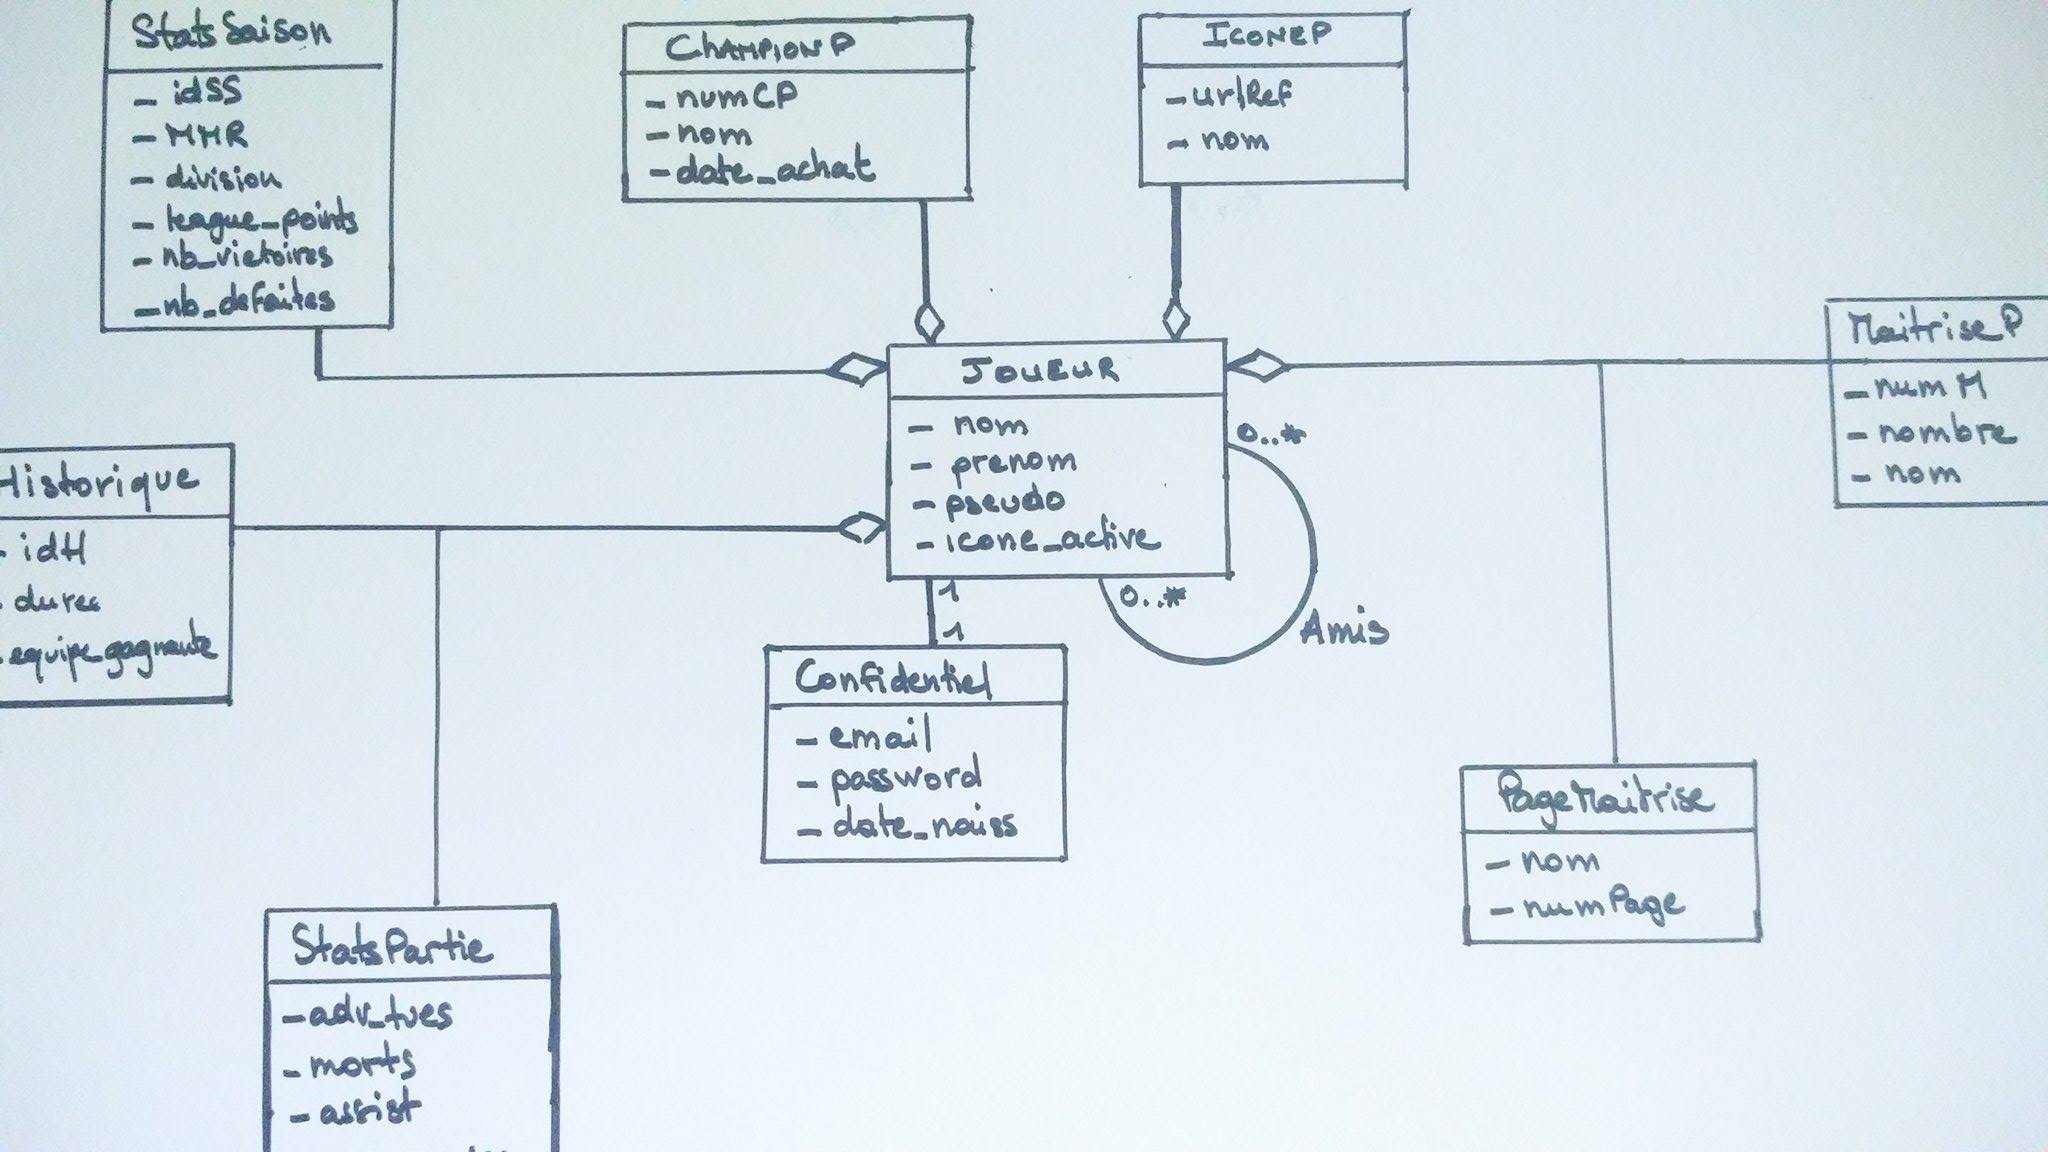 StatsSaison
- idSS
- MMR
- division
- league_points
- nb_victoires
- nb_defaites
ChampionP
- numCP
- nom
- date_achat
IconeP
- urlRef
- nom
MaitriseP
- numM
- nombre
- nom
Joueur
- nom
- prenom
- pseudo
- icone_active
0..*
0..*
Amis
Historique
- idH
- duree
- equipe_gagnante
1
1
Confidentiel
- email
- password
- date_naiss
PageMaitrise
- nom
- numPage
StatsPartie
- adv_tues
- morts
- assist